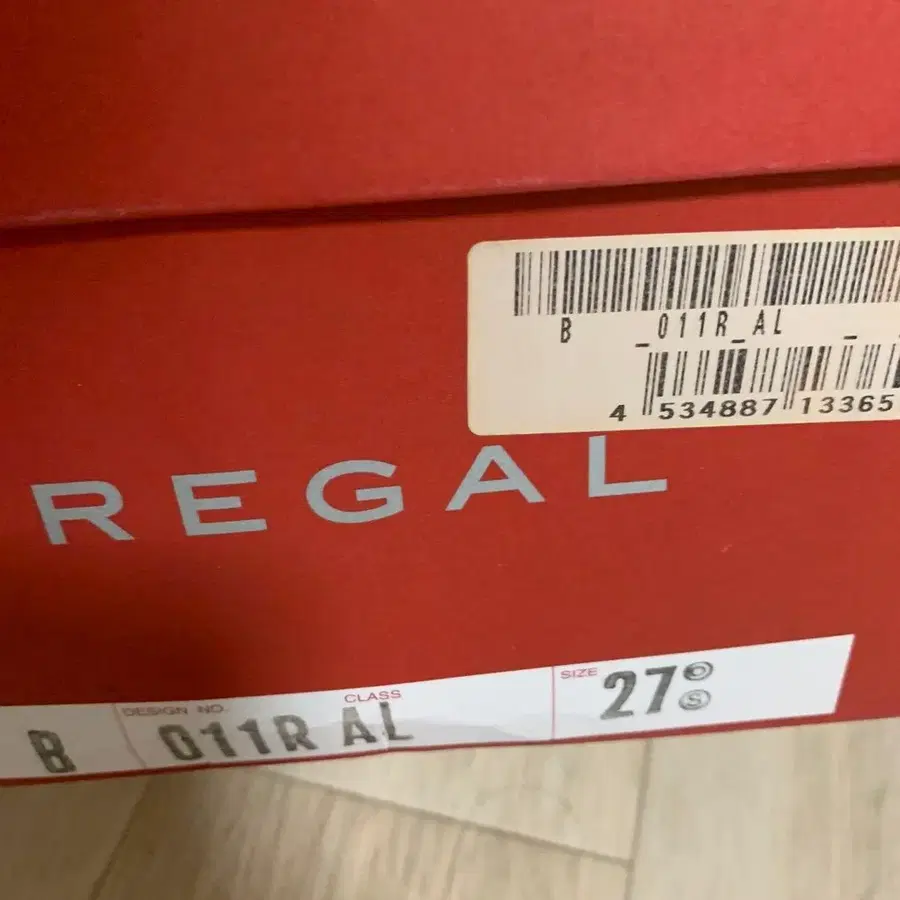 B _011R_AL _
4 534887 13365
REGAL
B DESIGN NO. 011R CLASS AL SIZE 27 Ⓢ